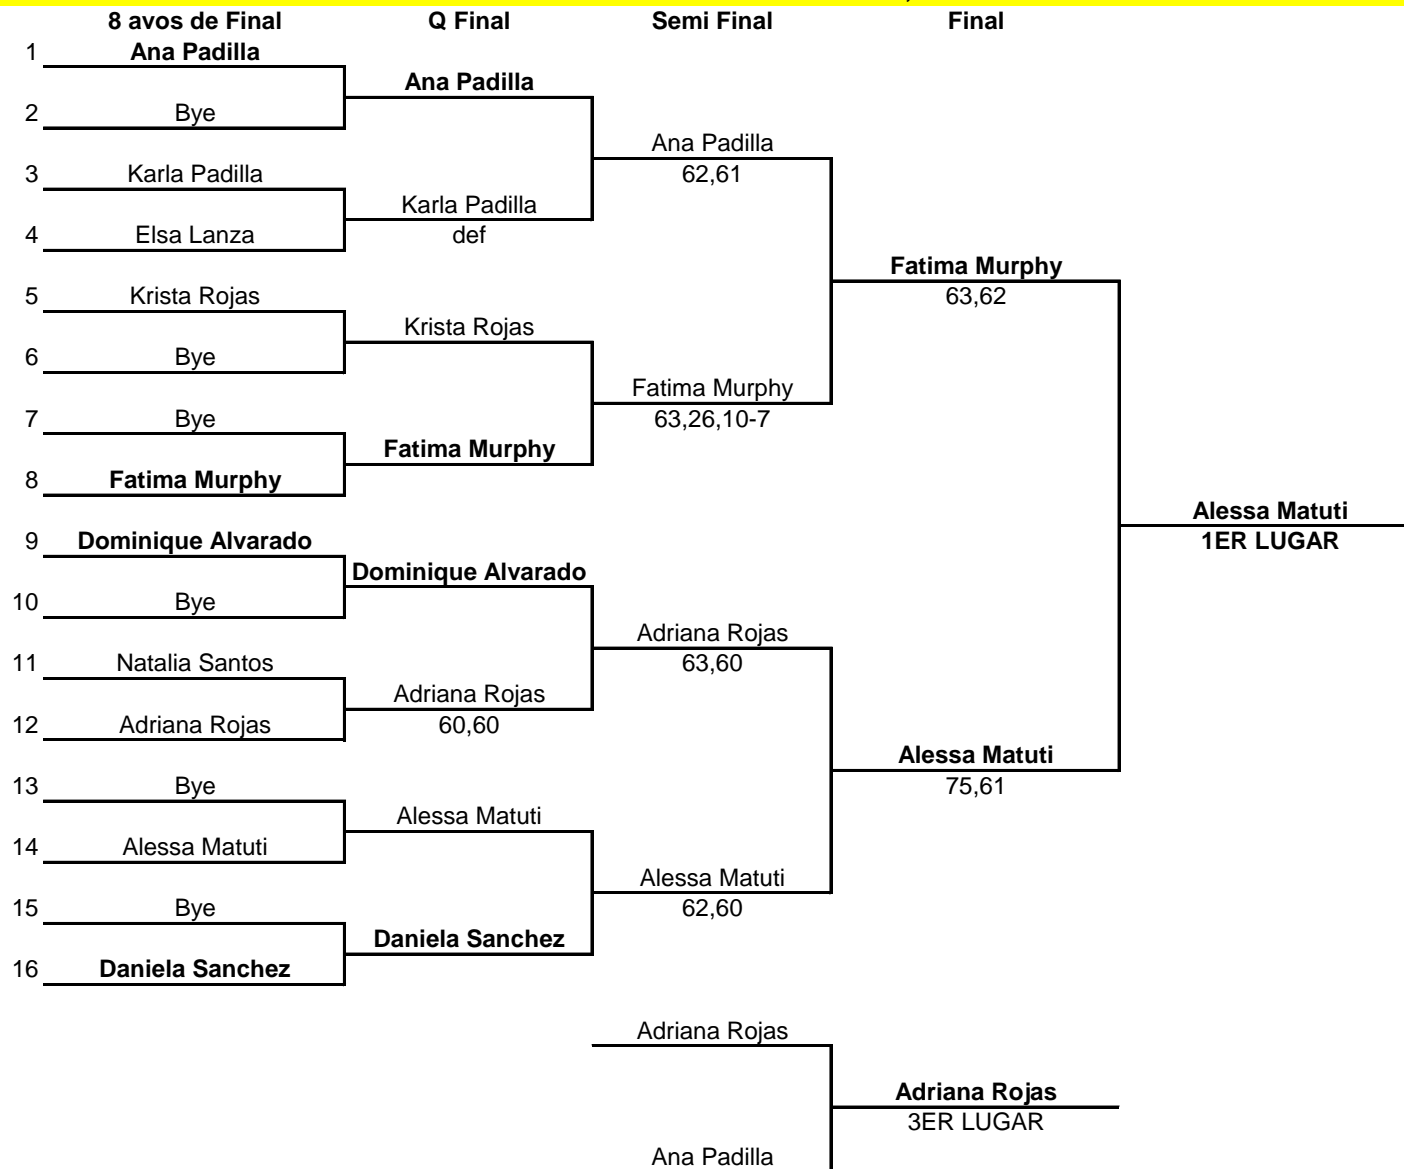 8 avos de Final Q Final Semi Final Final
1 Ana Padilla
Ana Padilla
2 Bye
Ana Padilla
62,61
3 Karla Padilla
Karla Padilla
def
4 Elsa Lanza
Fatima Murphy
63,62
5 Krista Rojas
Krista Rojas
6 Bye
Fatima Murphy
63,26,10-7
7 Bye
Fatima Murphy
8 Fatima Murphy
Alessa Matuti
1ER LUGAR
9 Dominique Alvarado
Dominique Alvarado
10 Bye
Adriana Rojas
63,60
11 Natalia Santos
Adriana Rojas
60,60
12 Adriana Rojas
Alessa Matuti
75,61
13 Bye
Alessa Matuti
14 Alessa Matuti
Alessa Matuti
62,60
15 Bye
Daniela Sanchez
16 Daniela Sanchez
Adriana Rojas
Adriana Rojas
3ER LUGAR
Ana Padilla